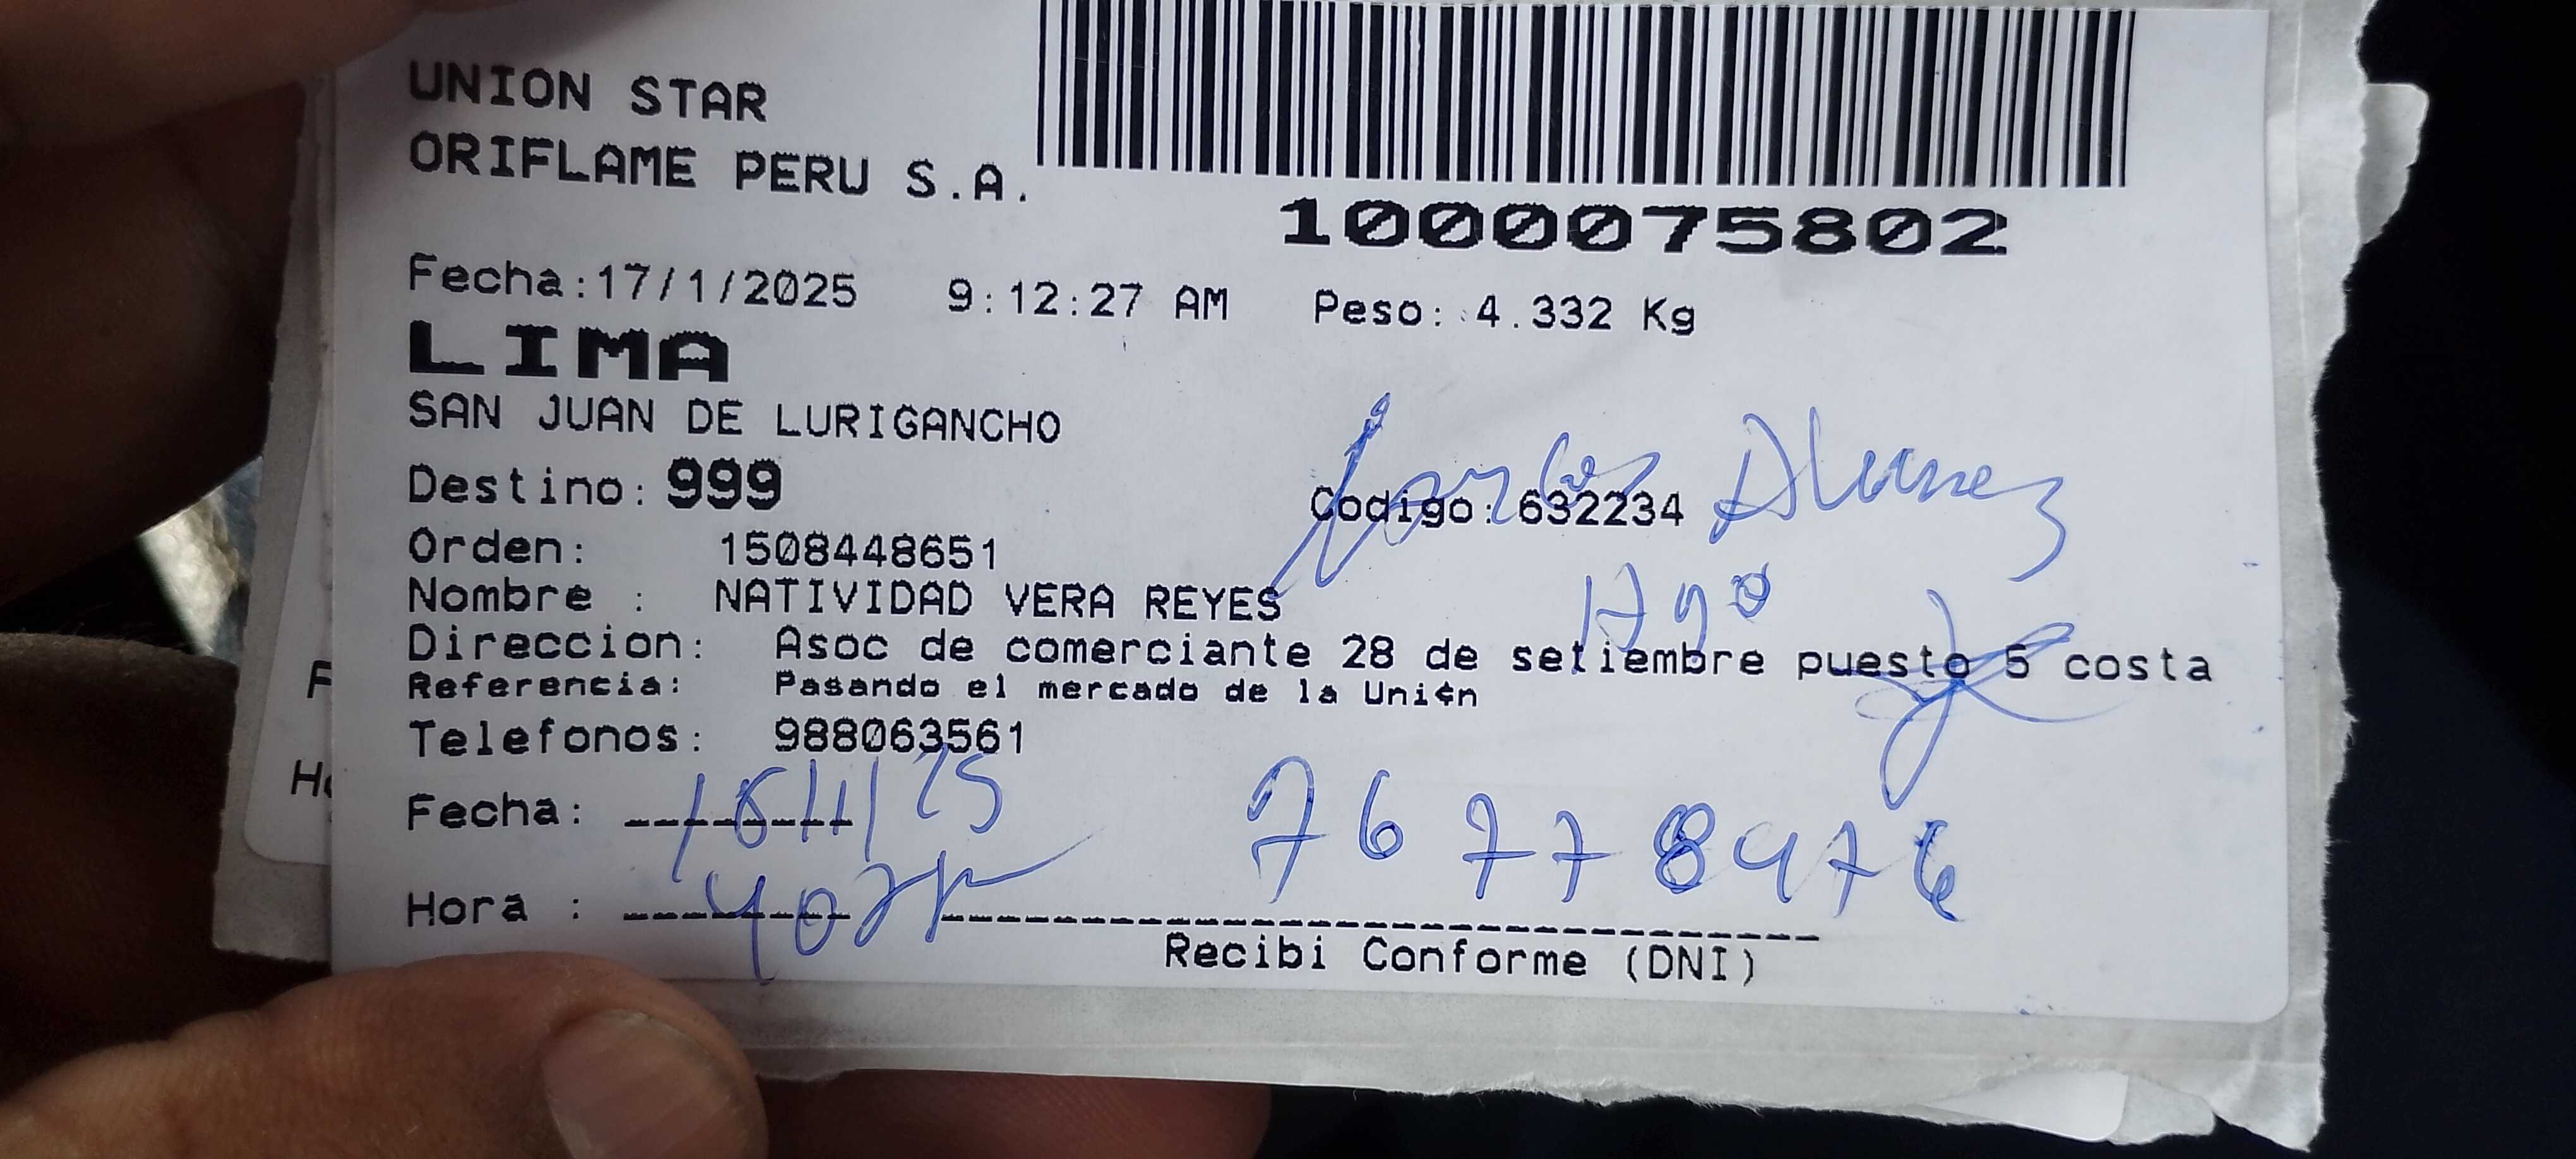 UNION STAR
ORIFLAME PERU S.A.
1000075802
Fecha:17/1/2025 9:12:27 AM Peso: 4.332 Kg
LIMA
SAN JUAN DE LURIGANCHO
Carlos
Destino: 999 Codigo: 632234
Orden: 1508448651
Nombre : NATIVIDAD VERA REYES
Direccion: Asoc de comerciante 28 de setiembre puesto 5 costa
Referencia: Pasando el mercado de la Uni¢n
Telefonos: 988063561
Fecha:
76778976
Hora :
Recibi Conforme (DNI)